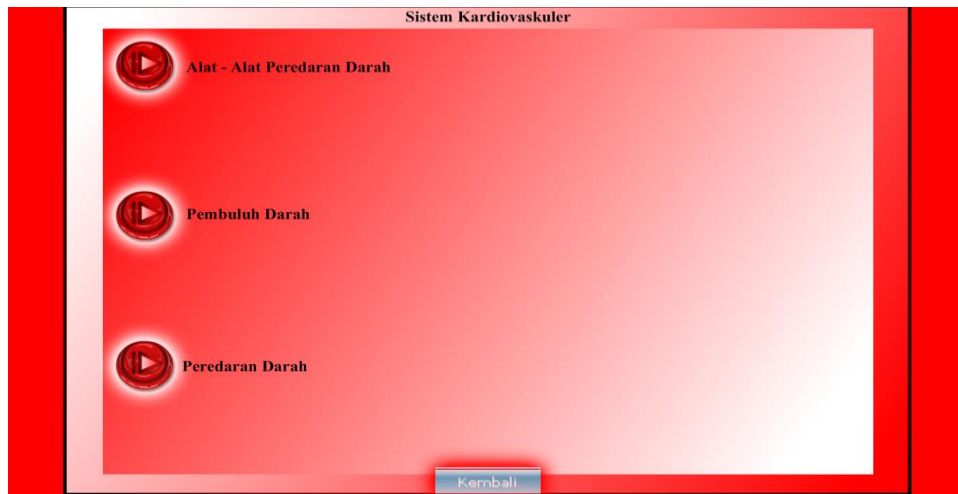 Sistem Kardiovaskuler
Alat - Alat Peredaran Darah
Pembuluh Darah
Peredaran Darah
Kembali